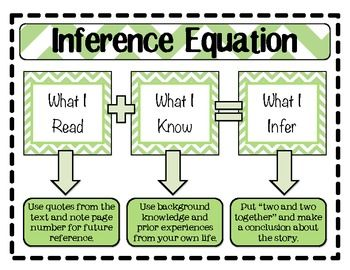 Inference Equation
What I
Read
+
What I
Know
=
What I
Infer
Use quotes from the
text and note page
number for future
reference.
Use background
knowledge and
prior experiences
from your own life.
Put "two and two
together" and make
a conclusion about
the story.